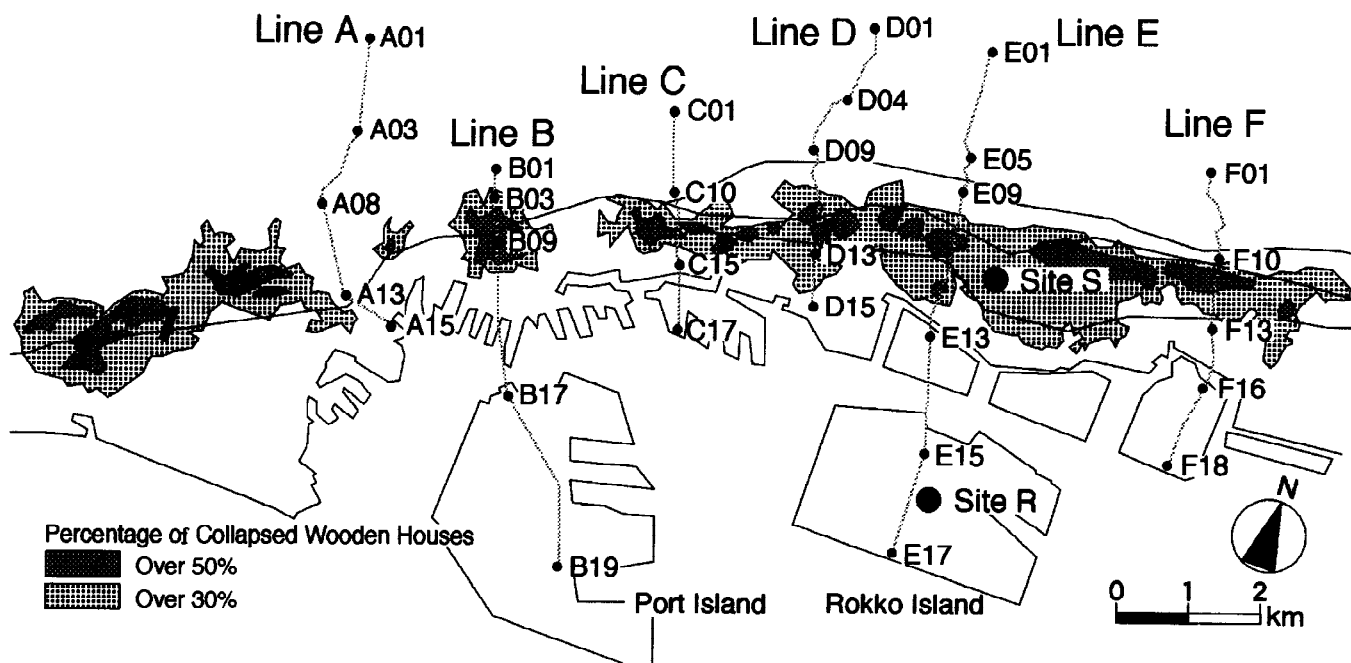 Line A
A01
A03
A08
A13
A15
Line B
B01
B03
B09
B17
B19
Line C
C01
C10
C15
C17
Line D
D01
D04
D09
D13
D15
Line E
E01
E05
E09
E13
E15
E17
Line F
F01
F10
F13
F16
F18
Site S
Site R
Port Island
Rokko Island
Percentage of Collapsed Wooden Houses
Over 50%
Over 30%
N
0 1 2
km